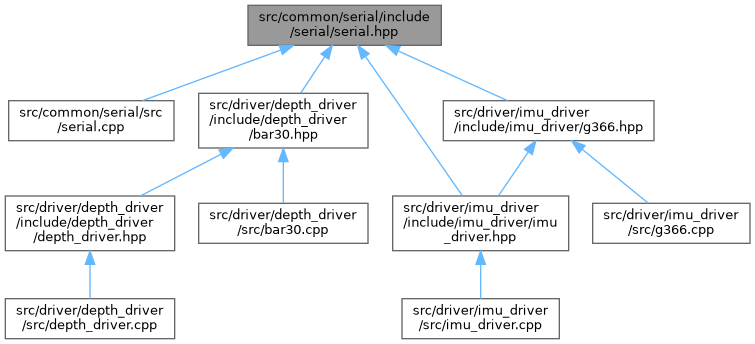 src/common/serial/include
/serial/serial.hpp
src/common/serial/src
/serial.cpp
src/driver/depth_driver
/include/depth_driver
/bar30.hpp
src/driver/imu_driver
/include/imu_driver/g366.hpp
src/driver/depth_driver
/include/depth_driver
/depth_driver.hpp
src/driver/depth_driver
/src/bar30.cpp
src/driver/imu_driver
/include/imu_driver/imu
_driver.hpp
src/driver/imu_driver
/src/g366.cpp
src/driver/depth_driver
/src/depth_driver.cpp
src/driver/imu_driver
/src/imu_driver.cpp